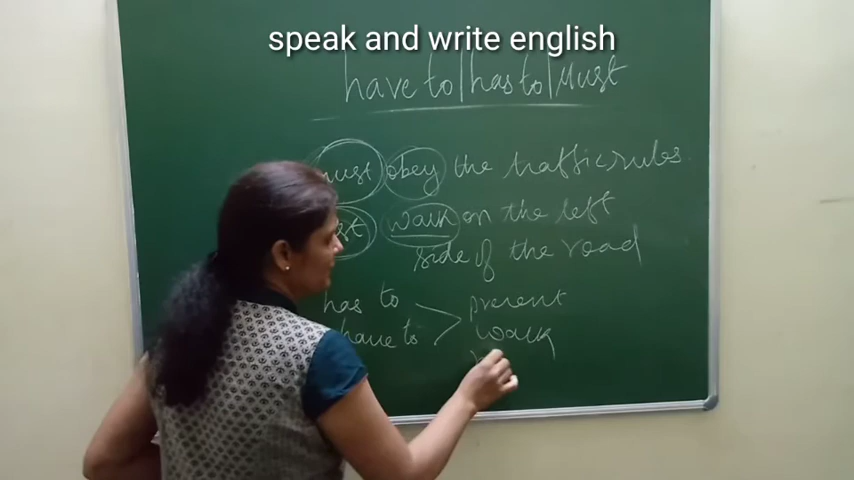 speak and write english
have to/has to/Must
must obey the traffic rules
walk on the left
side of the road
has to present
have to walk